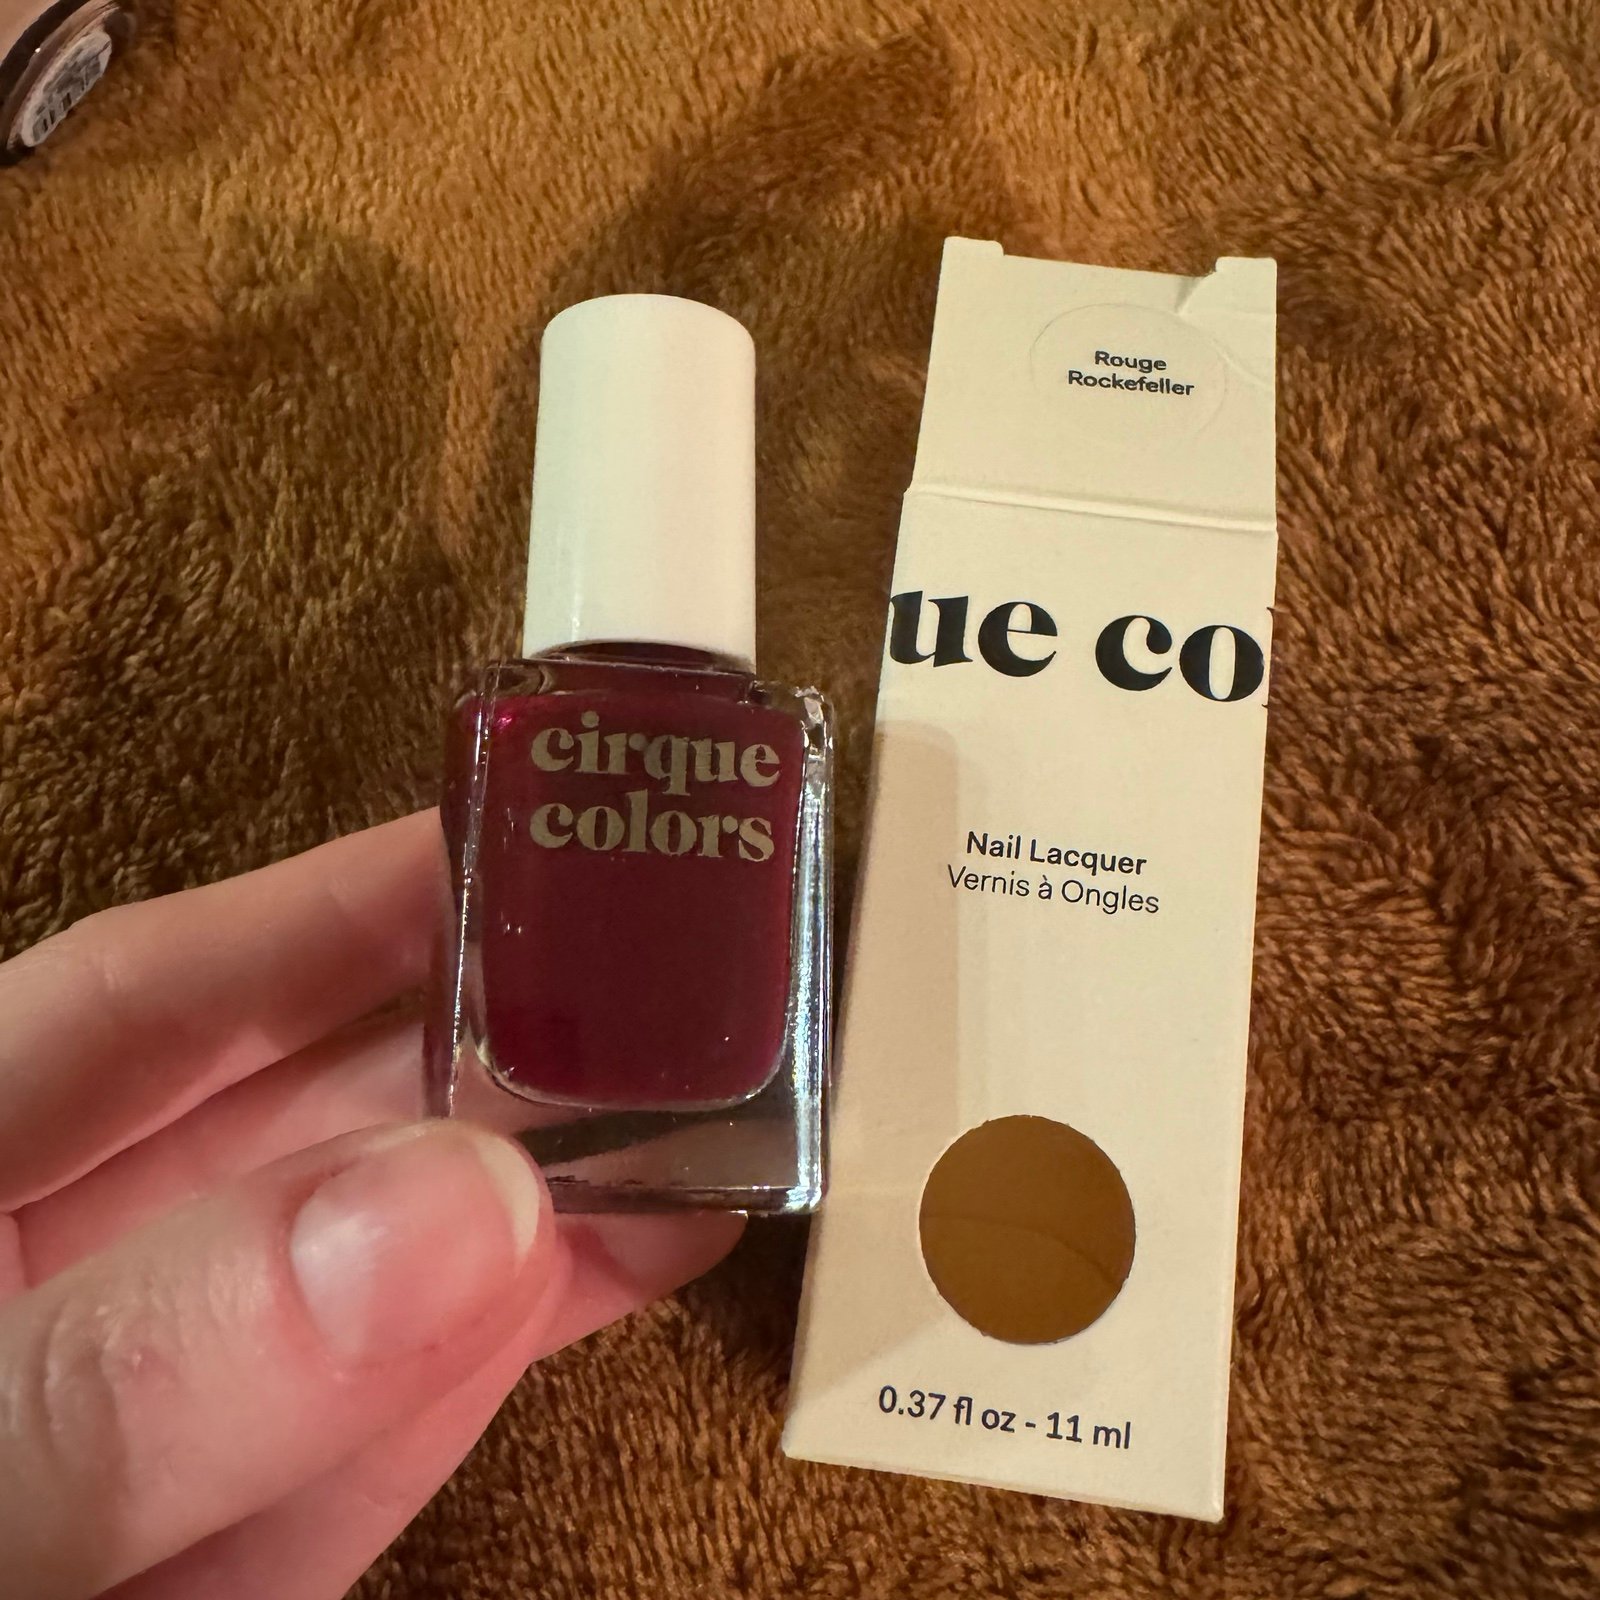 cirque
colors
Rouge
Rockefeller
ue co
Nail Lacquer
Vernis à Ongles
0.37 fl oz - 11 ml